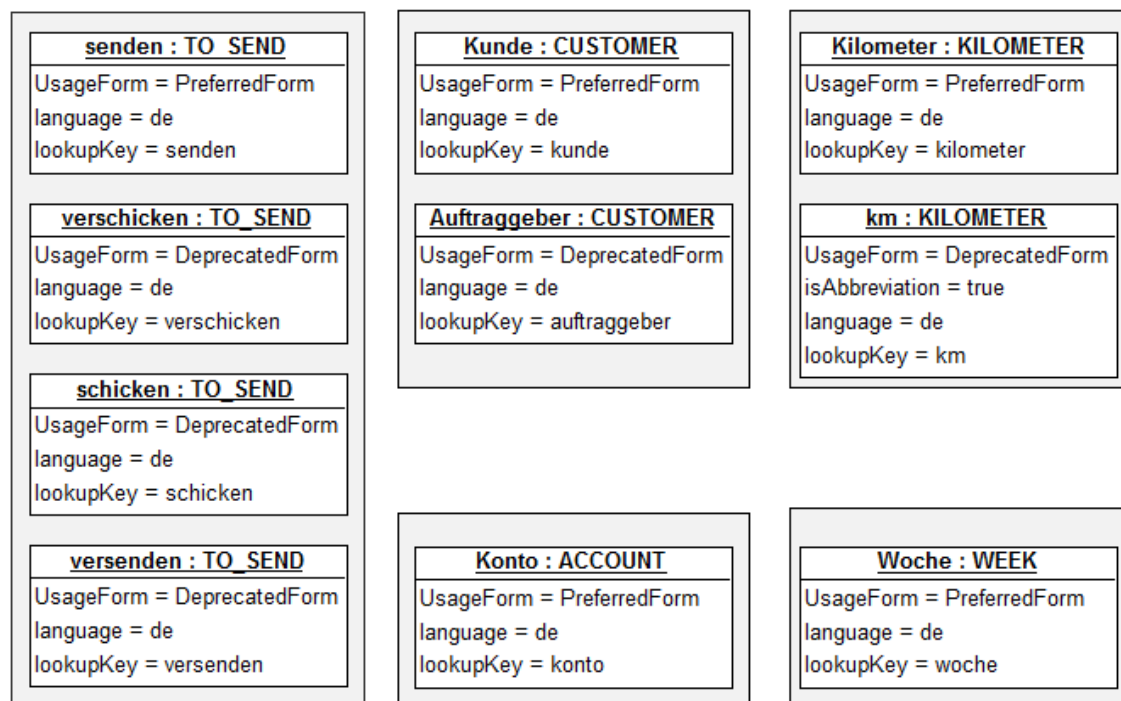 senden : TO_SEND
UsageForm = PreferredForm
language = de
lookupKey = senden
verschicken : TO_SEND
UsageForm = DeprecatedForm
language = de
lookupKey = verschicken
schicken : TO_SEND
UsageForm = DeprecatedForm
language = de
lookupKey = schicken
versenden : TO_SEND
UsageForm = DeprecatedForm
language = de
lookupKey = versenden
Kunde : CUSTOMER
UsageForm = PreferredForm
language = de
lookupKey = kunde
Auftraggeber : CUSTOMER
UsageForm = DeprecatedForm
language = de
lookupKey = auftraggeber
Konto : ACCOUNT
UsageForm = PreferredForm
language = de
lookupKey = konto
Kilometer : KILOMETER
UsageForm = PreferredForm
language = de
lookupKey = kilometer
km : KILOMETER
UsageForm = DeprecatedForm
isAbbreviation = true
language = de
lookupKey = km
Woche : WEEK
UsageForm = PreferredForm
language = de
lookupKey = woche